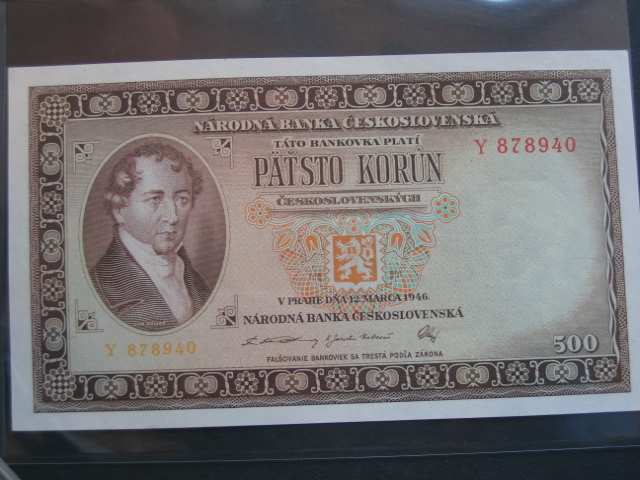 NÁRODNÁ BANKA ČESKOSLOVENSKÁ
TÁTO BANKOVKA PLATÍ
Y 878940
PÄŤSTO KORÚN
ČESKOSLOVENSKÝCH
V PRAHE DŇA 12. MARCA 1946.
NÁRODNÁ BANKA ČESKOSLOVENSKÁ
Y 878940
500
FALŠOVANIE BANKOVIEK SA TRESTÁ PODĽA ZÁKONA